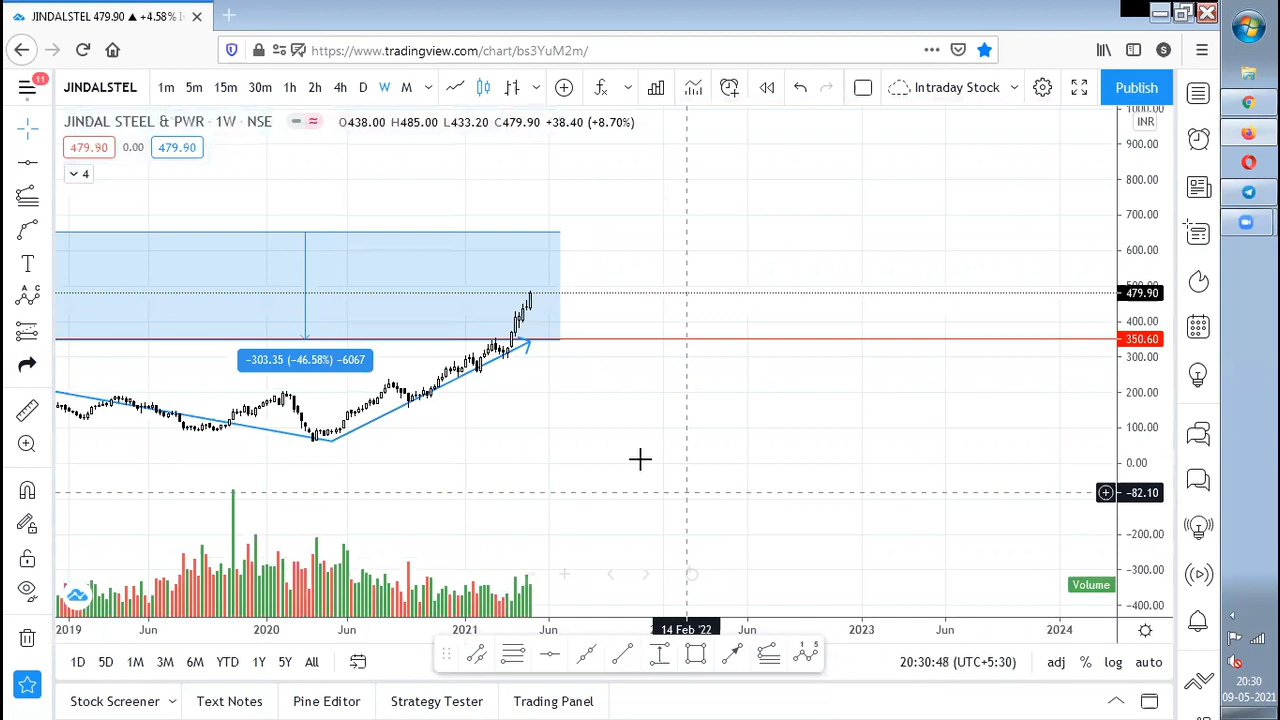 JINDALSTEL 479.90 ▲ +4.58%
https://www.tradingview.com/chart/bs3YuM2m/
11
JINDALSTEL 1m 5m 15m 30m 1h 2h 4h D W M Intraday Stock Publish
JINDAL STEEL & PWR · 1W · NSE O438.00 H485.00 L431.20 C479.90 +38.40 (+8.70%)
479.90 0.00 479.90
4
1000.00
INR
900.00
800.00
700.00
600.00
500.00
479.90
400.00
350.60
300.00
−303.35 (−46.58%) −6067
200.00
100.00
0.00
−82.10
−200.00
−300.00
Volume
−400.00
2019 Jun 2020 Jun 2021 Jun 14 Feb '22 Jun 2023 Jun 2024
1D 5D 1M 3M 6M YTD 1Y 5Y All 20:30:48 (UTC+5:30) adj % log auto
Stock Screener Text Notes Pine Editor Strategy Tester Trading Panel
20:30
09-05-2021